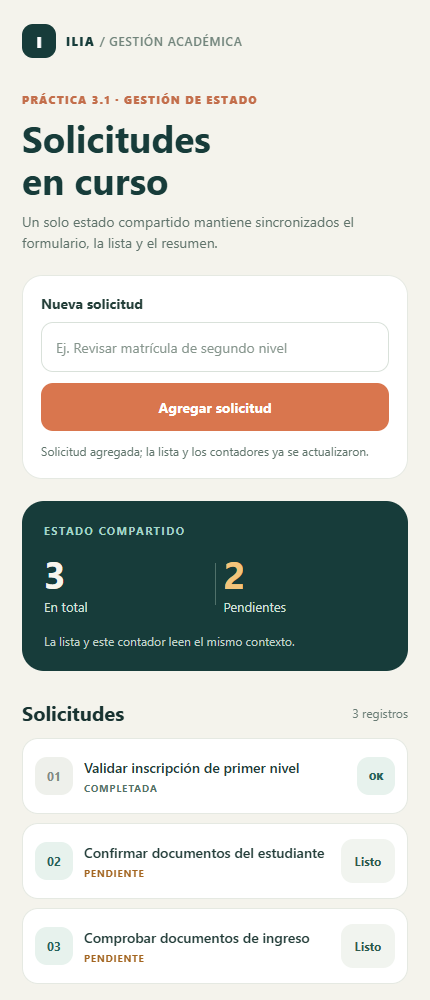 I
ILIA / GESTIÓN ACADÉMICA
PRÁCTICA 3.1 · GESTIÓN DE ESTADO
Solicitudes
en curso
Un solo estado compartido mantiene sincronizados el
formulario, la lista y el resumen.
Nueva solicitud
Ej. Revisar matrícula de segundo nivel
Agregar solicitud
Solicitud agregada; la lista y los contadores ya se actualizaron.
ESTADO COMPARTIDO
3 2
En total Pendientes
La lista y este contador leen el mismo contexto.
Solicitudes 3 registros
01 Validar inscripción de primer nivel OK
COMPLETADA
02 Confirmar documentos del estudiante Listo
PENDIENTE
03 Comprobar documentos de ingreso Listo
PENDIENTE